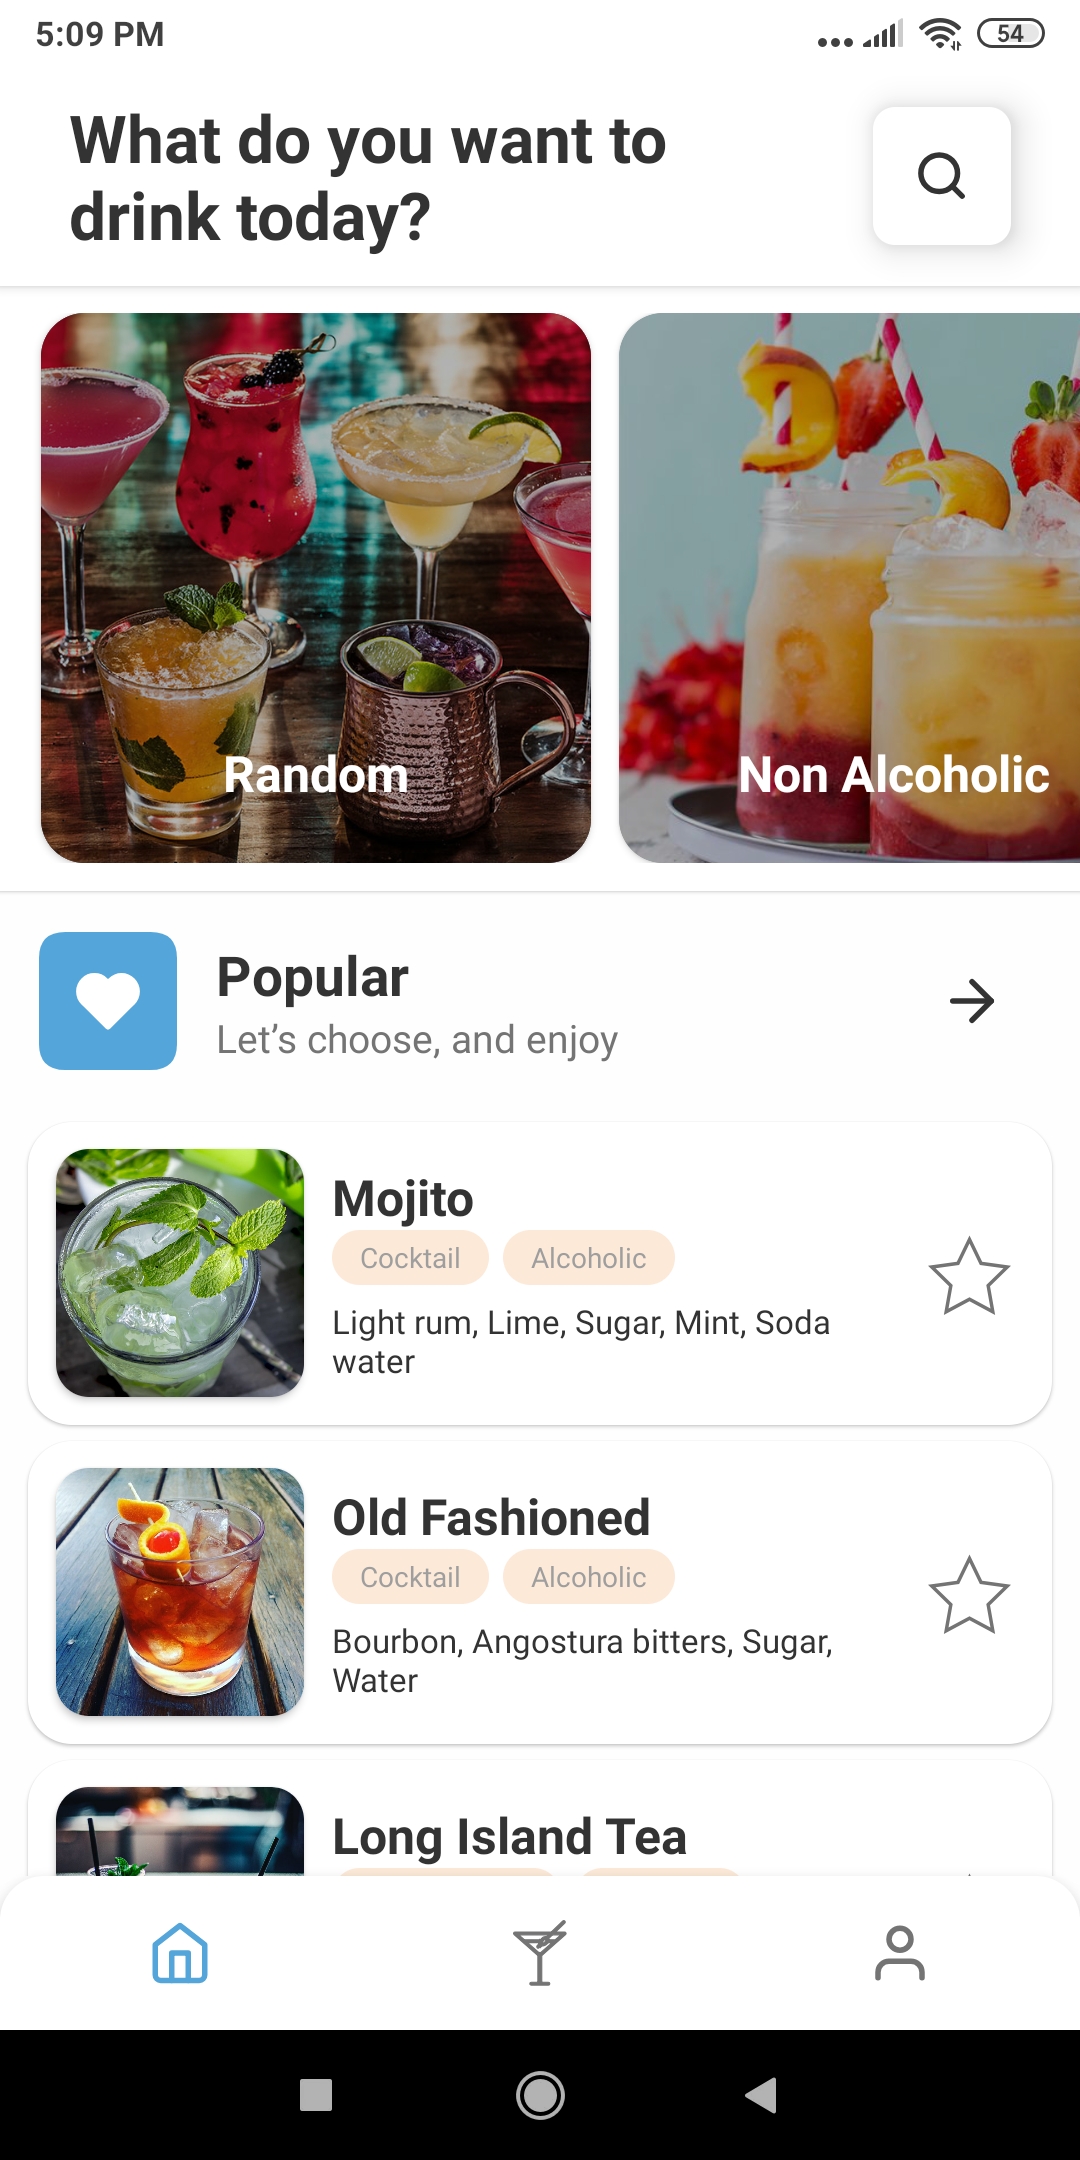 5:09 PM
54
What do you want to
drink today?
Random
Non Alcoholic
Popular
Let’s choose, and enjoy
Mojito
Cocktail
Alcoholic
Light rum, Lime, Sugar, Mint, Soda
water
Old Fashioned
Cocktail
Alcoholic
Bourbon, Angostura bitters, Sugar,
Water
Long Island Tea